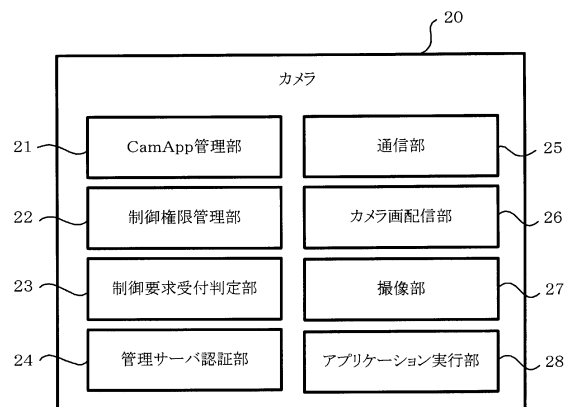 20
カメラ
21 CamApp管理部 通信部 25
22 制御権限管理部 カメラ画配信部 26
23 制御要求受付判定部 撮像部 27
24 管理サーバ認証部 アプリケーション実行部 28